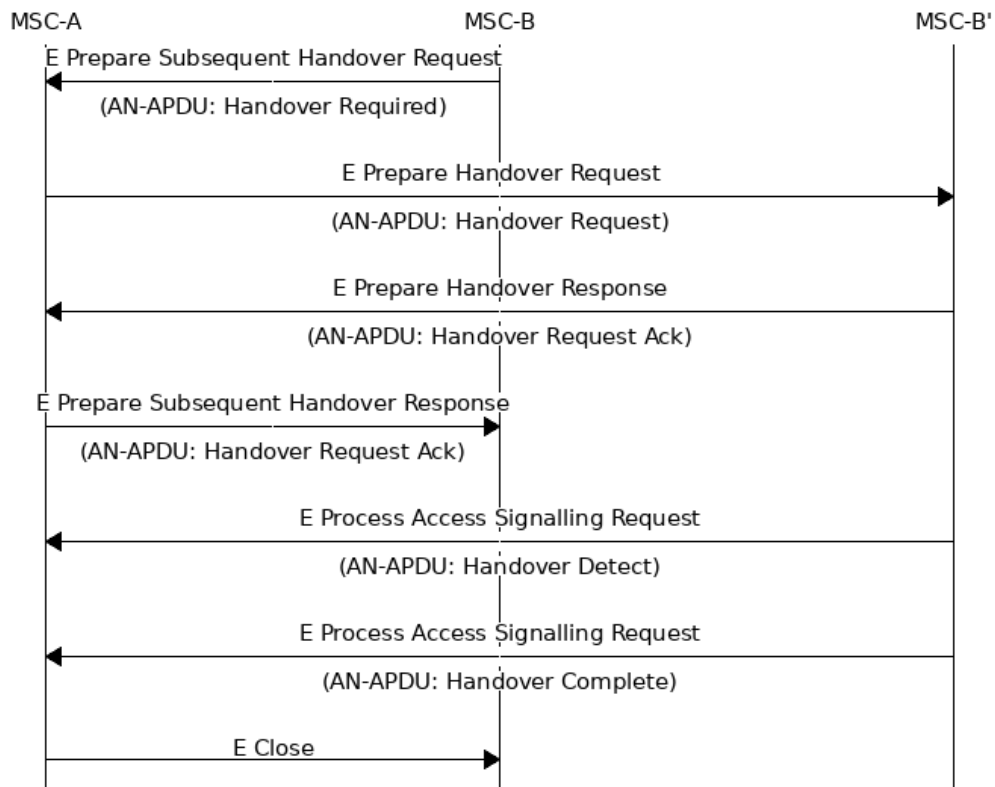 MSC-A MSC-B MSC-B'
E Prepare Subsequent Handover Request
(AN-APDU: Handover Required)
E Prepare Handover Request
(AN-APDU: Handover Request)
E Prepare Handover Response
(AN-APDU: Handover Request Ack)
E Prepare Subsequent Handover Response
(AN-APDU: Handover Request Ack)
E Process Access Signalling Request
(AN-APDU: Handover Detect)
E Process Access Signalling Request
(AN-APDU: Handover Complete)
E Close